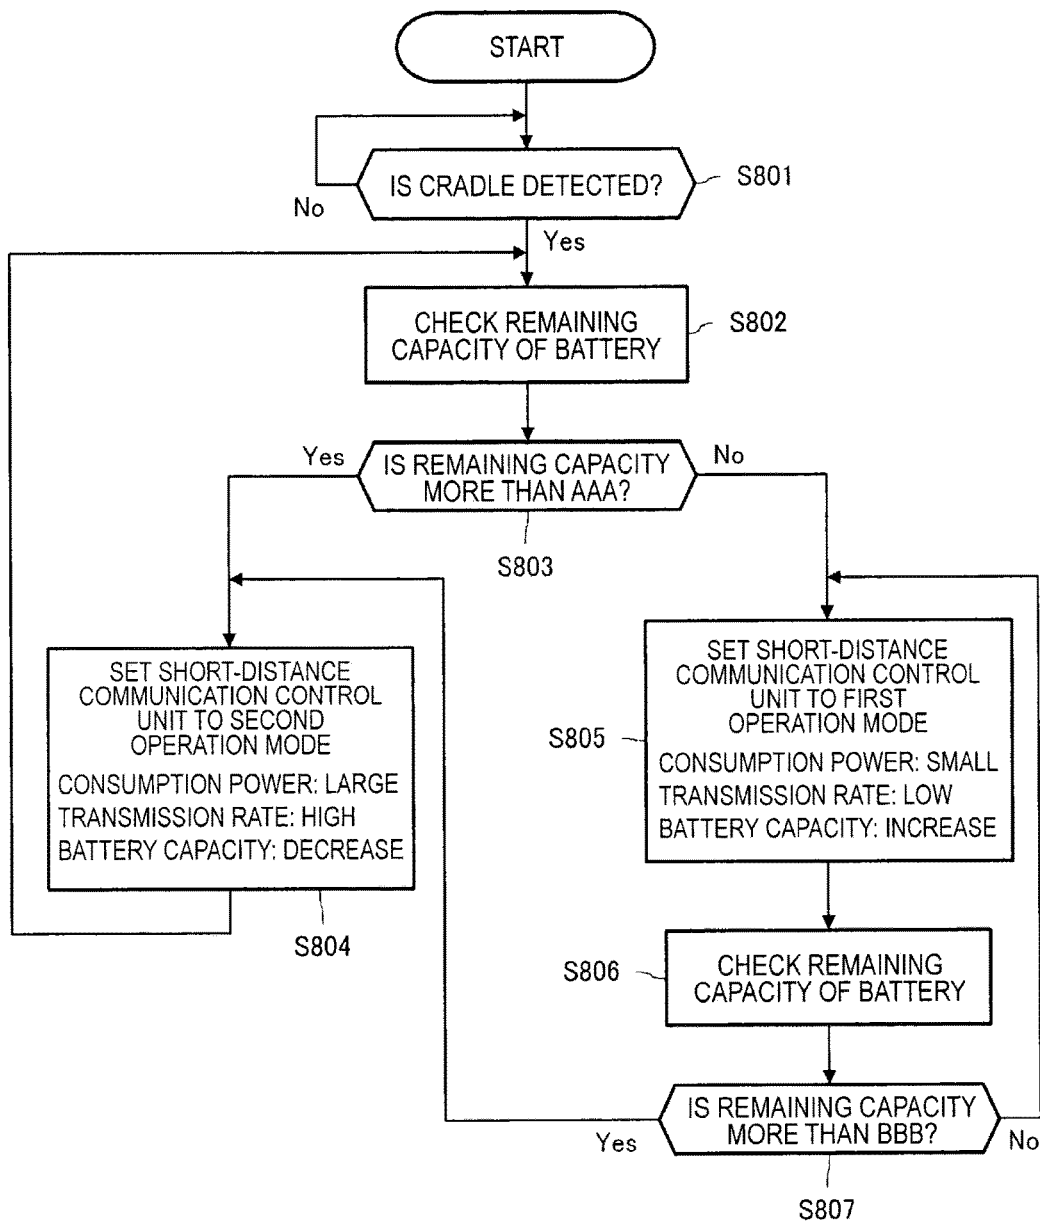 START
IS CRADLE DETECTED?
S801
No
Yes
CHECK REMAINING
CAPACITY OF BATTERY
S802
Yes
IS REMAINING CAPACITY
MORE THAN AAA?
No
S803
SET SHORT-DISTANCE
COMMUNICATION CONTROL
UNIT TO SECOND
OPERATION MODE
CONSUMPTION POWER: LARGE
TRANSMISSION RATE: HIGH
BATTERY CAPACITY: DECREASE
S804
SET SHORT-DISTANCE
COMMUNICATION CONTROL
UNIT TO FIRST
OPERATION MODE
CONSUMPTION POWER: SMALL
TRANSMISSION RATE: LOW
BATTERY CAPACITY: INCREASE
S805
CHECK REMAINING
CAPACITY OF BATTERY
S806
IS REMAINING CAPACITY
MORE THAN BBB?
Yes
No
S807